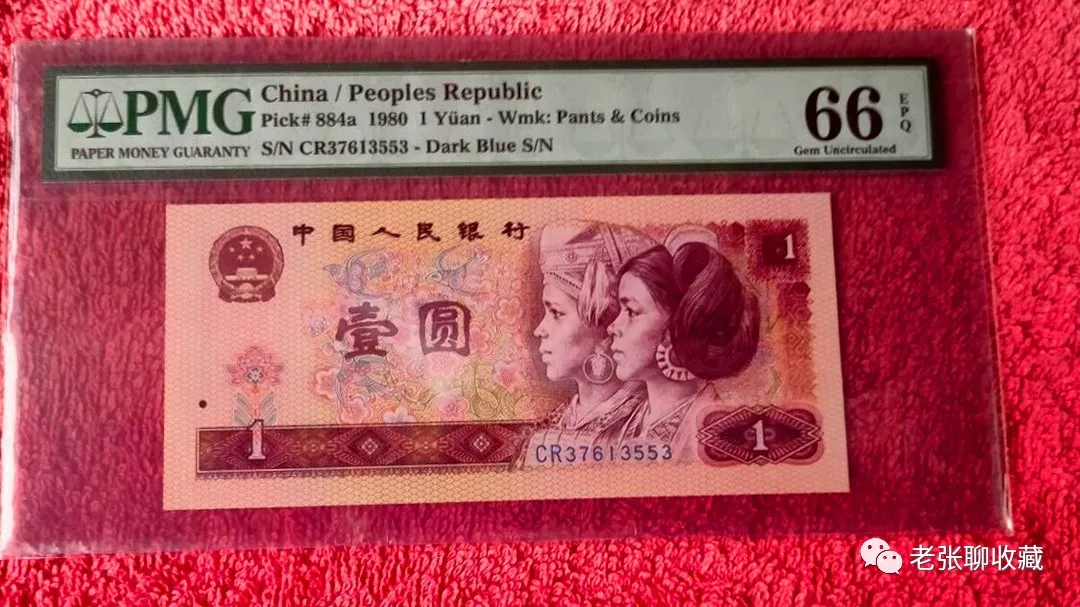 PMG
PAPER MONEY GUARANTY
China / Peoples Republic
Pick# 884a 1980 1 Yüan - Wmk: Pants & Coins
S/N CR37613553 - Dark Blue S/N
66 EPQ
Gem Uncirculated
中国人民银行
1
壹圆
1
CR37613553
1
老张聊收藏